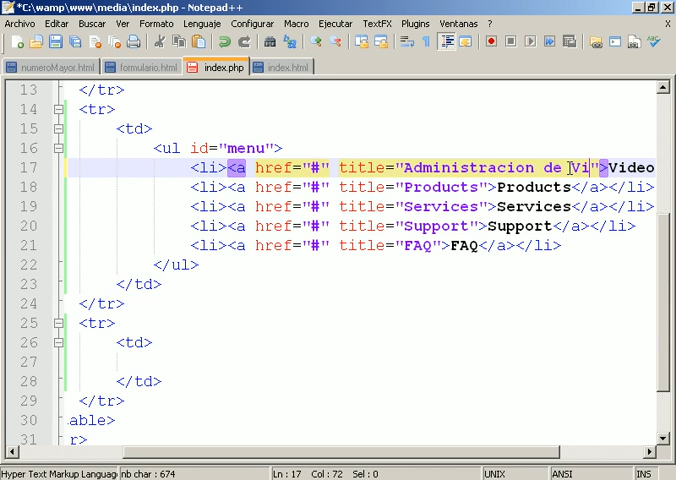 *C:\wamp\www\media\index.php - Notepad++
Archivo Editar Buscar Ver Formato Lenguaje Configurar Macro Ejecutar TextFX Plugins Ventanas ?
numeroMayor.html formulario.html index.php index.html
13 </tr>
14 <tr>
15 <td>
16 <ul id="menu">
17 <li><a href="#" title="Administracion de Vi">Video
18 <li><a href="#" title="Products">Products</a></li>
19 <li><a href="#" title="Services">Services</a></li>
20 <li><a href="#" title="Support">Support</a></li>
21 <li><a href="#" title="FAQ">FAQ</a></li>
22 </ul>
23 </td>
24 </tr>
25 <tr>
26 <td>
27
28 </td>
29 </tr>
30 able>
31 r>
Hyper Text Markup Languag nb char : 674 Ln : 17 Col : 72 Sel : 0 UNIX ANSI INS